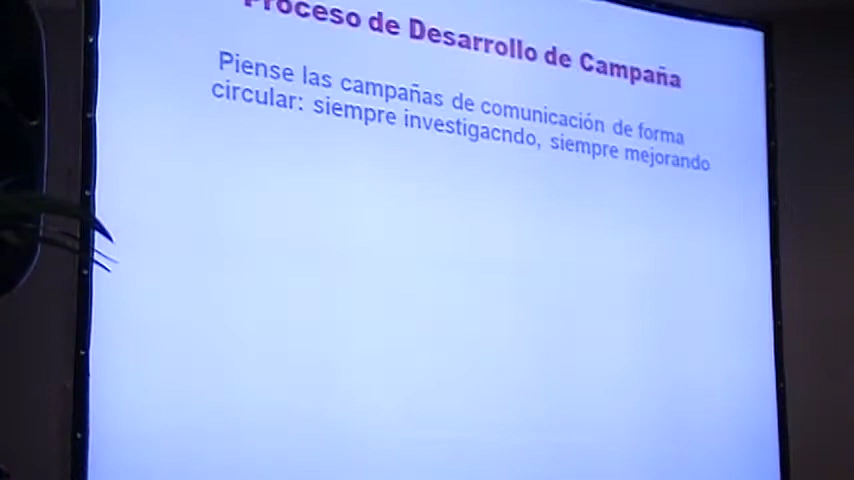 Proceso de Desarrollo de Campaña
Piense las campañas de comunicación de forma
circular: siempre investigacndo, siempre mejorando